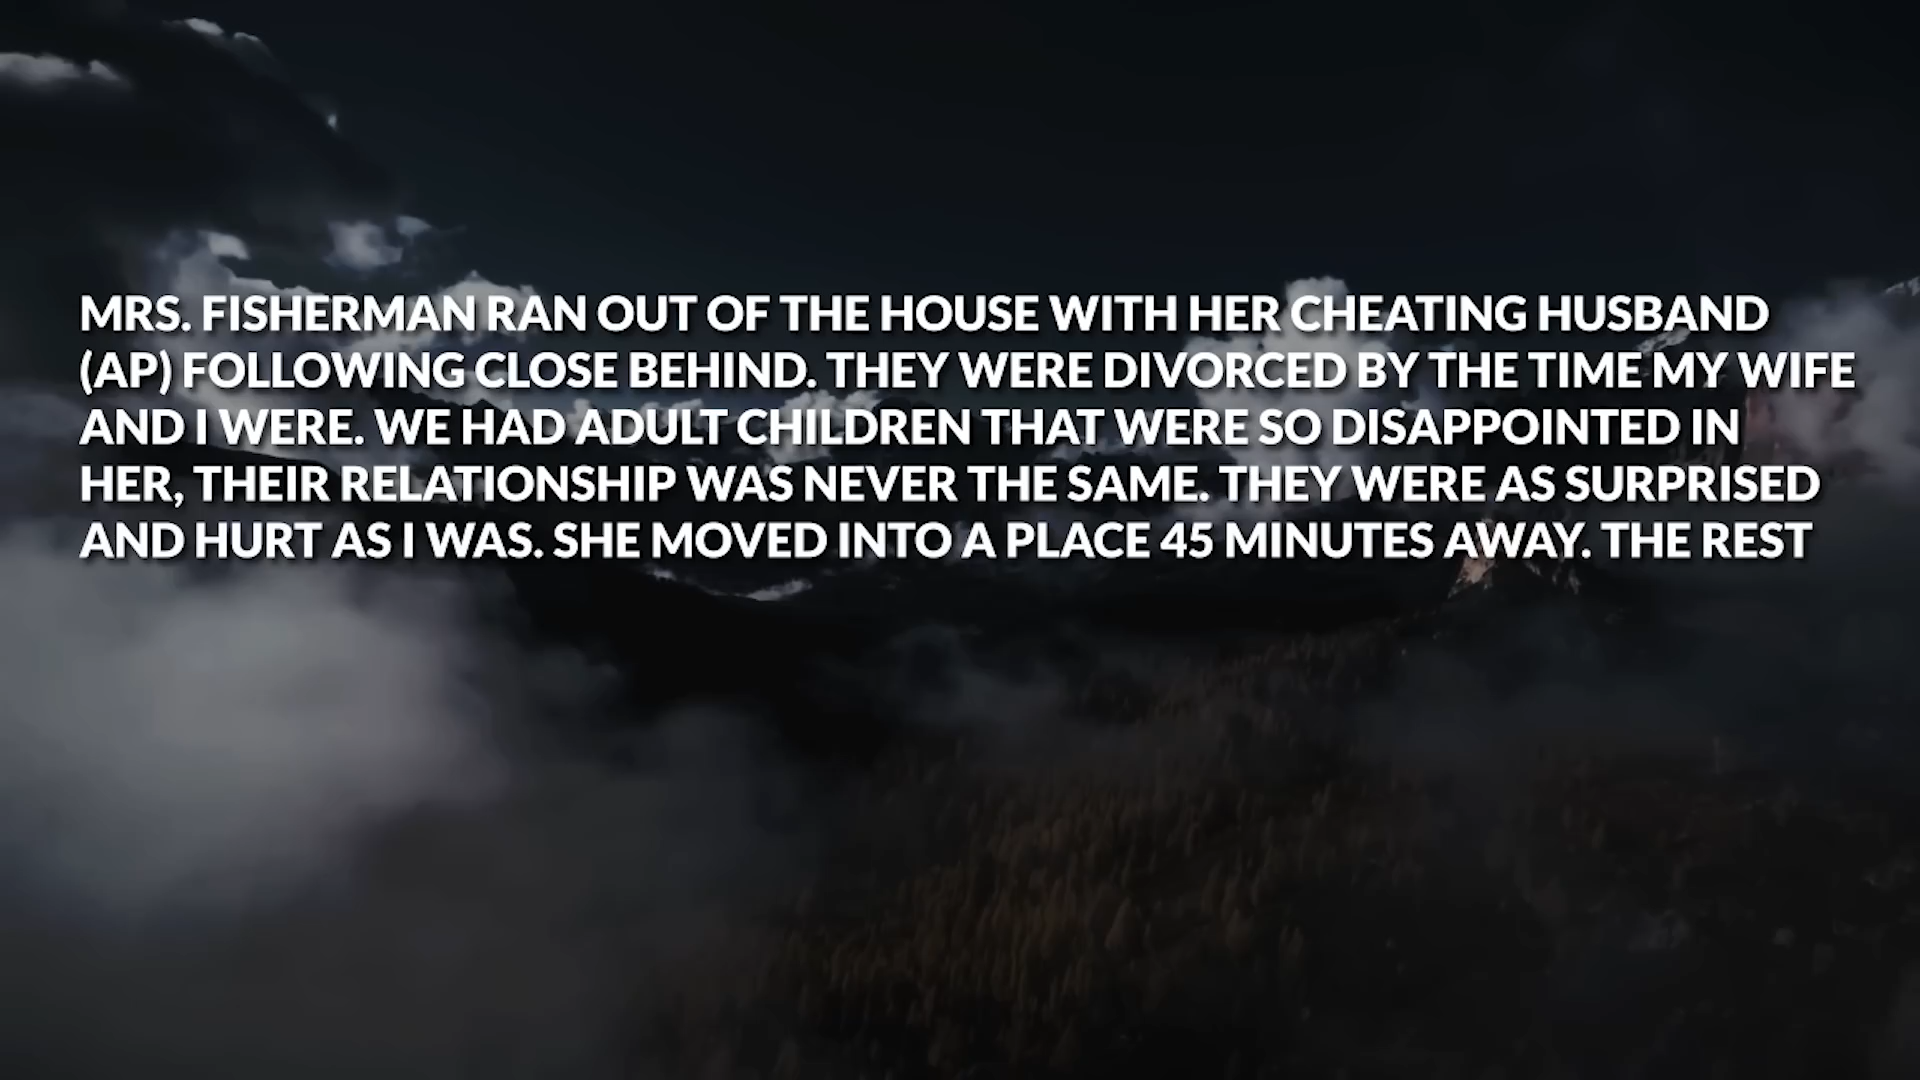 MRS. FISHERMAN RAN OUT OF THE HOUSE WITH HER CHEATING HUSBAND
(AP) FOLLOWING CLOSE BEHIND. THEY WERE DIVORCED BY THE TIME MY WIFE
AND I WERE. WE HAD ADULT CHILDREN THAT WERE SO DISAPPOINTED IN
HER, THEIR RELATIONSHIP WAS NEVER THE SAME. THEY WERE AS SURPRISED
AND HURT AS I WAS. SHE MOVED INTO A PLACE 45 MINUTES AWAY. THE REST